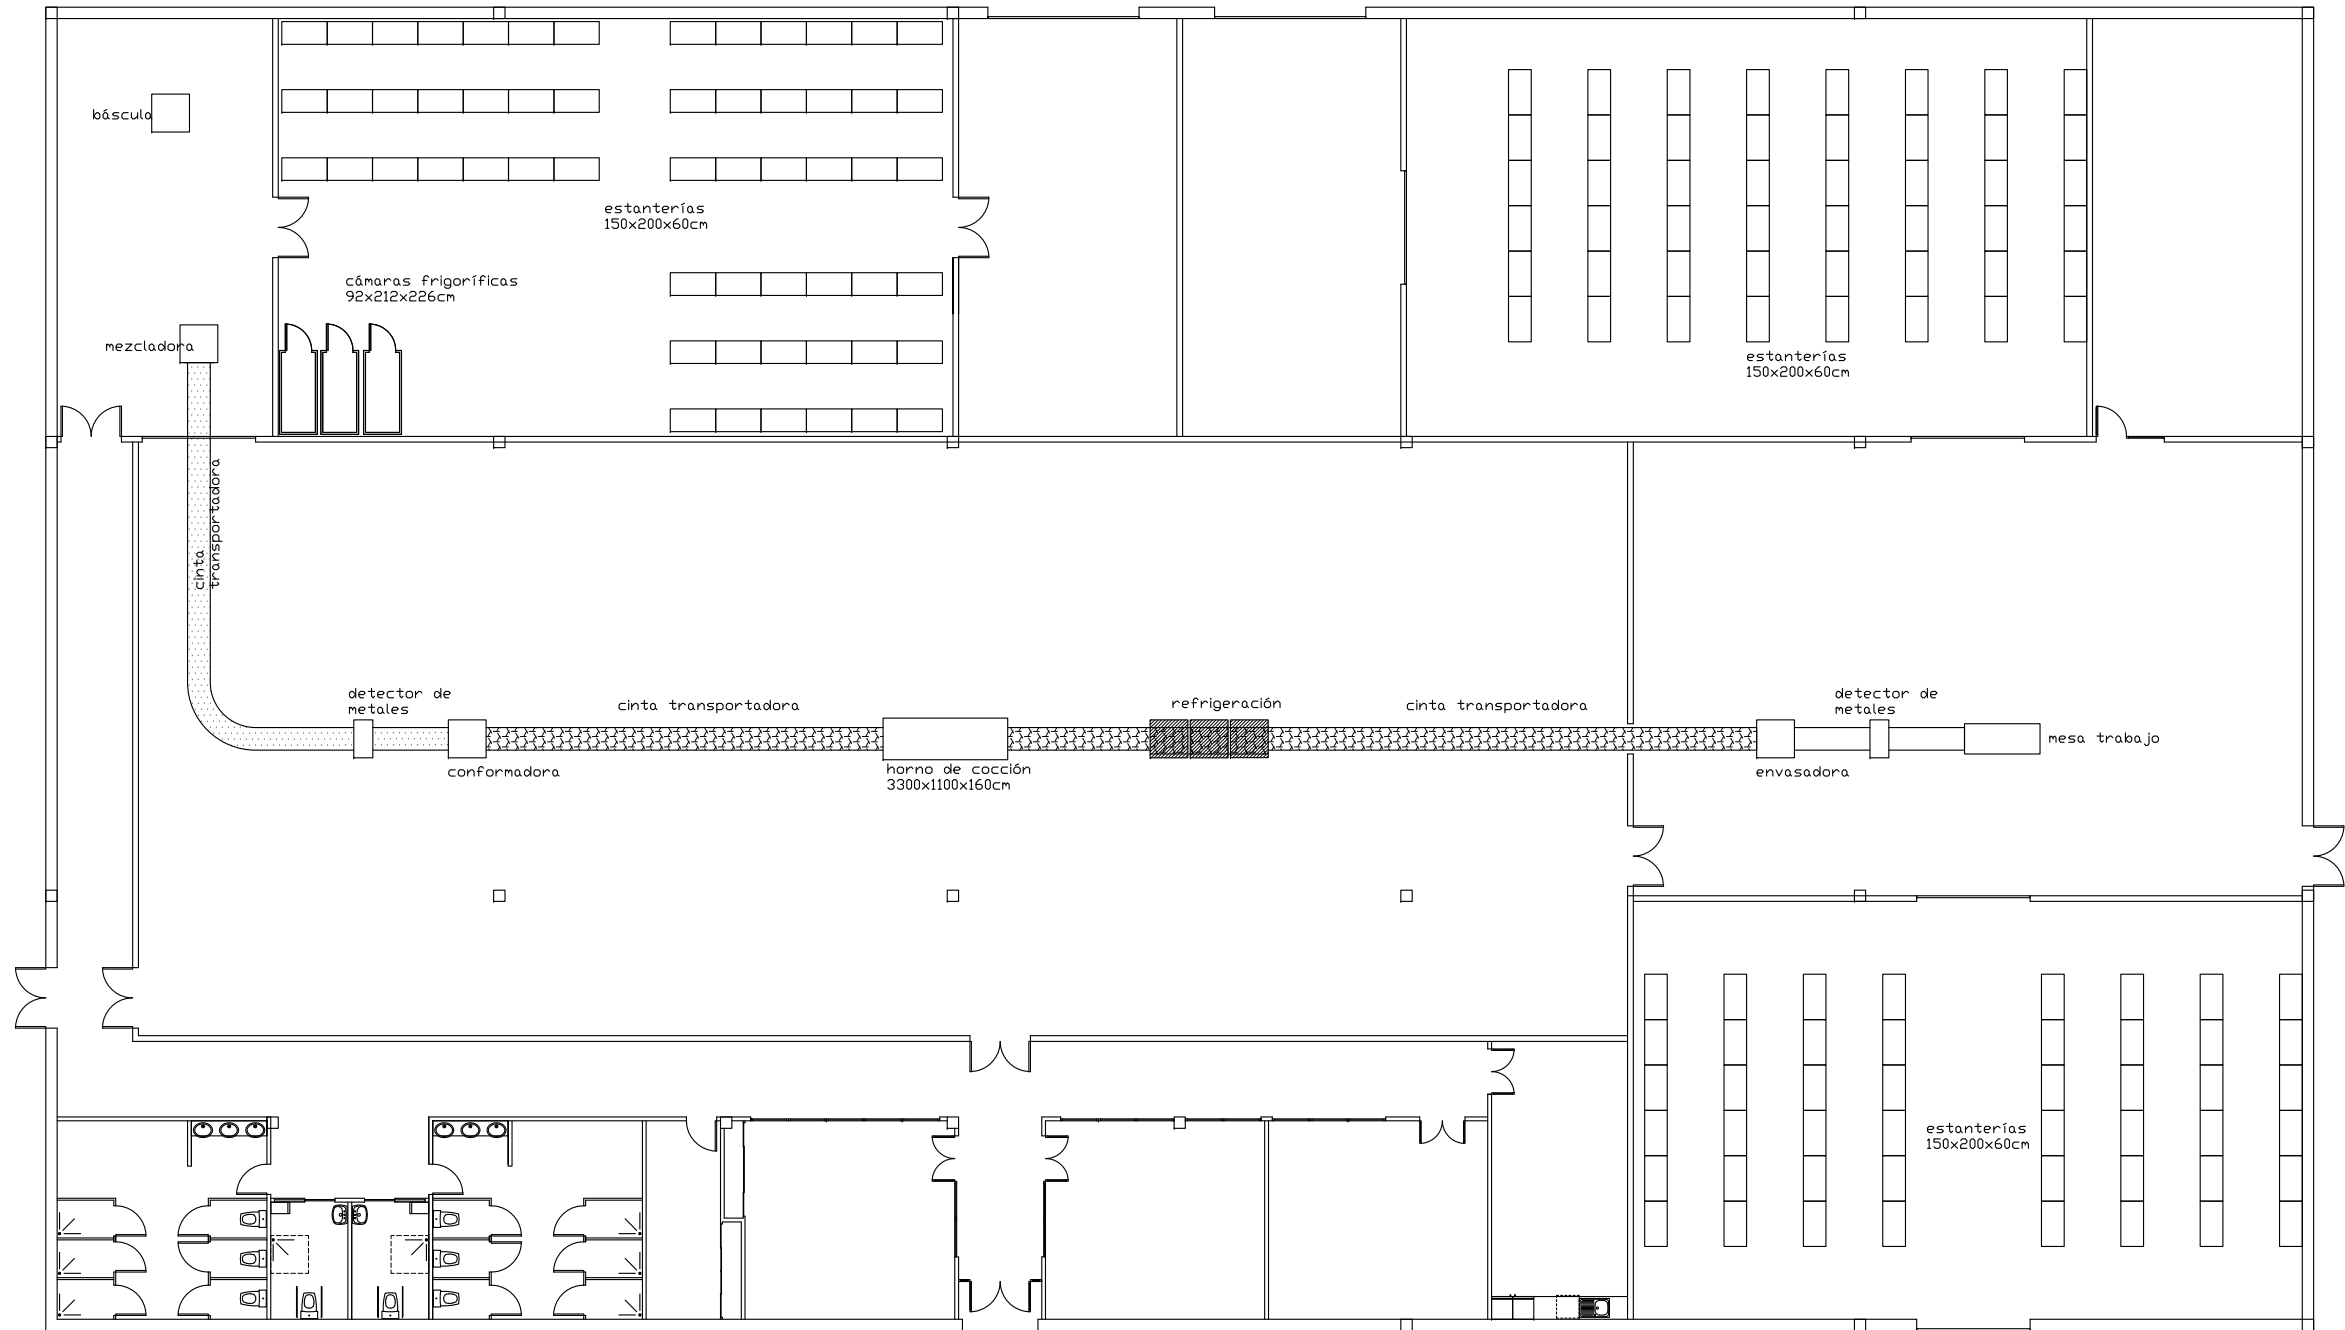 báscula
estanterías
150x200x60cm
cámaras frigoríficas
92x212x226cm
mezcladora
estanterías
150x200x60cm
cinta
transportadora
detector de
metales
cinta transportadora
refrigeración
cinta transportadora
detector de
metales
mesa trabajo
conformadora
horno de cocción
3300x1100x160cm
envasadora
estanterías
150x200x60cm